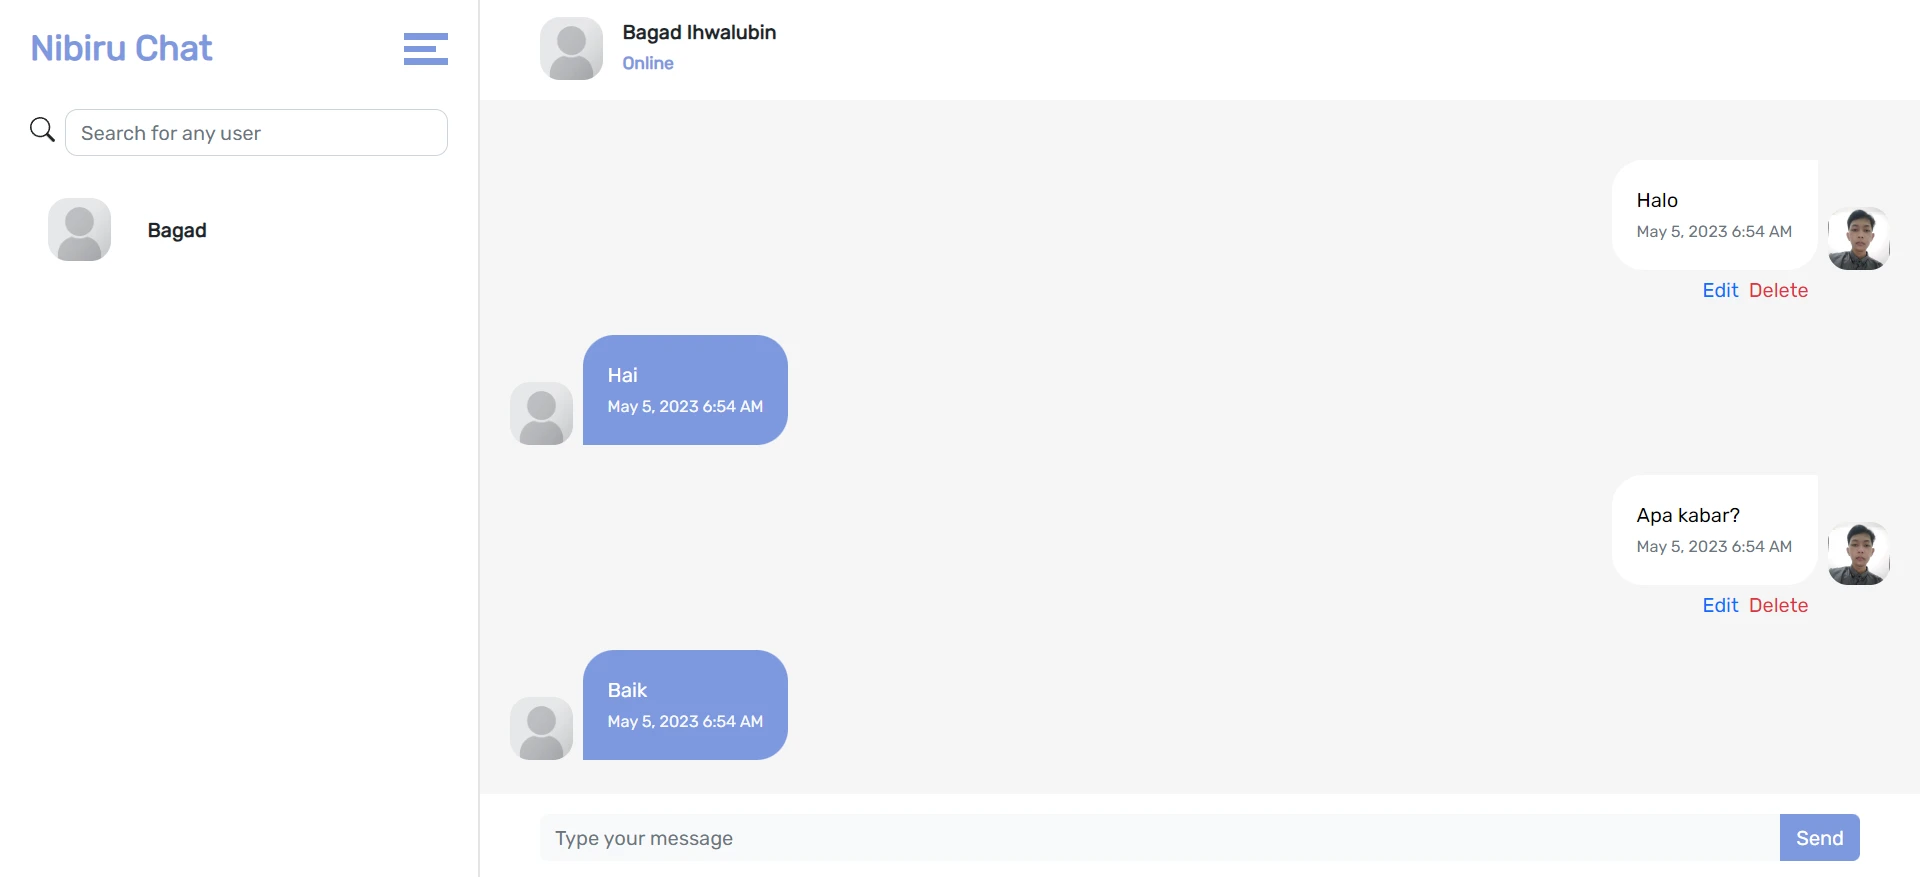 Nibiru Chat
Search for any user
Bagad
Bagad Ihwalubin
Online
Halo
May 5, 2023 6:54 AM
Edit Delete
Hai
May 5, 2023 6:54 AM
Apa kabar?
May 5, 2023 6:54 AM
Edit Delete
Baik
May 5, 2023 6:54 AM
Type your message
Send